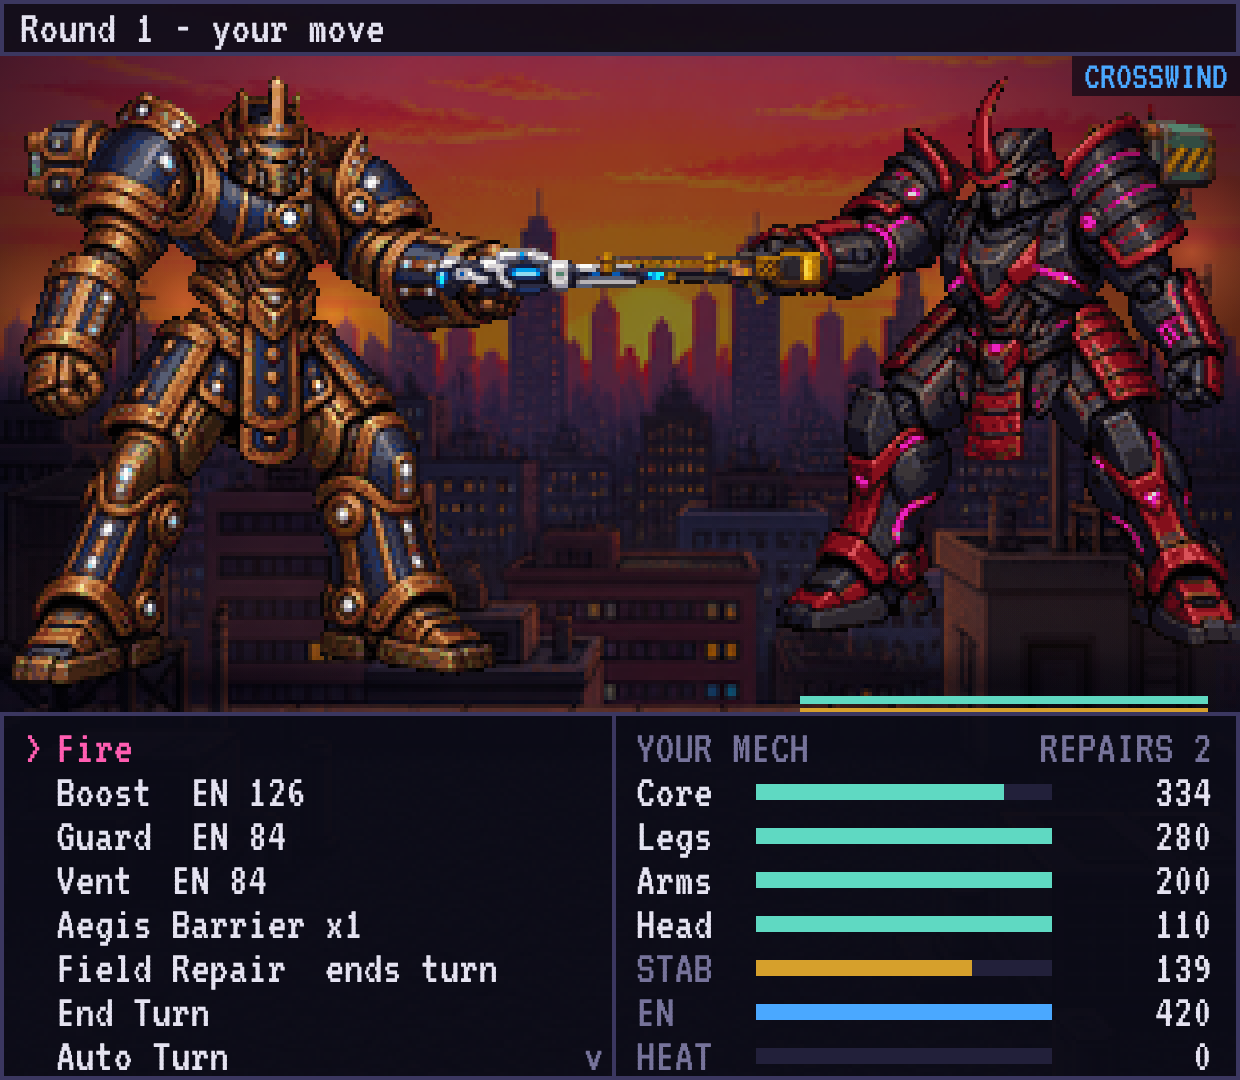 Round 1 - your move
CROSSWIND
> Fire
Boost EN 126
Guard EN 84
Vent EN 84
Aegis Barrier x1
Field Repair ends turn
End Turn
Auto Turn v
YOUR MECH REPAIRS 2
Core 334
Legs 280
Arms 200
Head 110
STAB 139
EN 420
HEAT 0